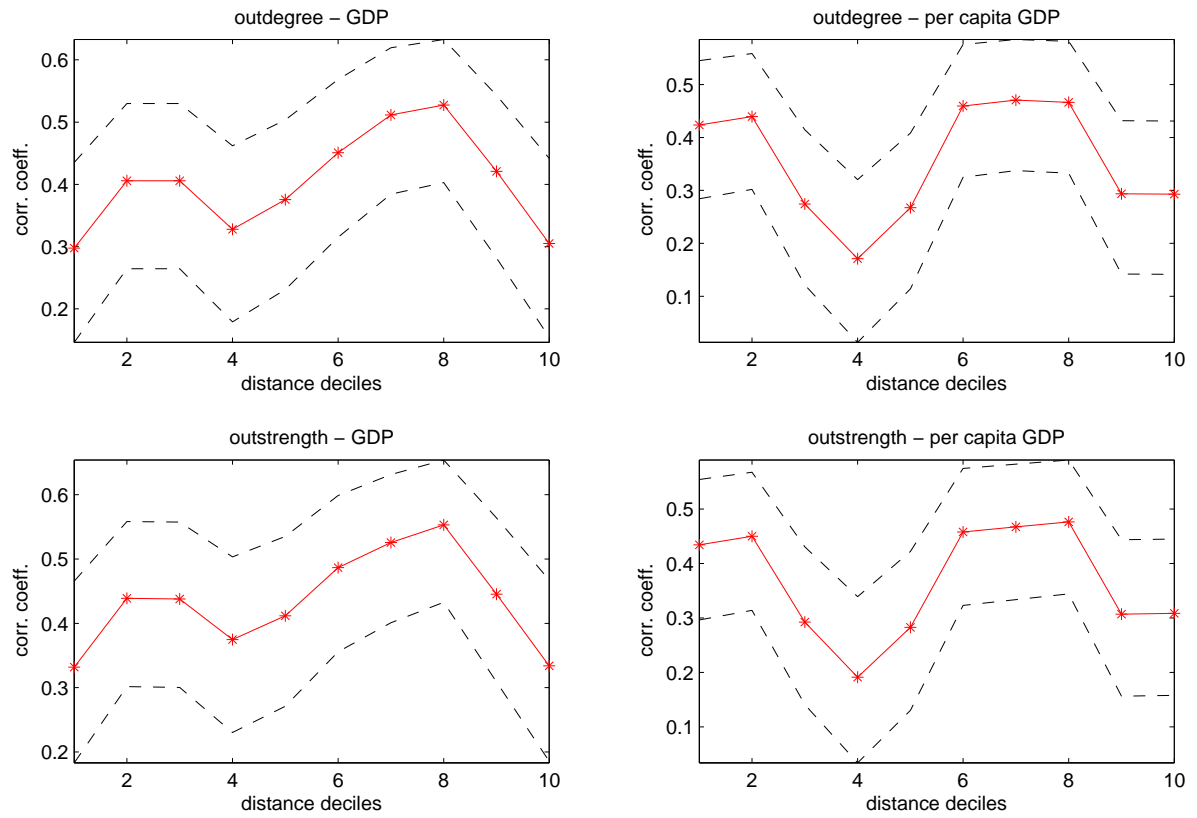 outdegree − GDP
corr. coeff.
0.6
0.5
0.4
0.3
0.2
2 4 6 8 10
distance deciles
outdegree − per capita GDP
corr. coeff.
0.5
0.4
0.3
0.2
0.1
2 4 6 8 10
distance deciles
outstrength − GDP
corr. coeff.
0.6
0.5
0.4
0.3
0.2
2 4 6 8 10
distance deciles
outstrength − per capita GDP
corr. coeff.
0.5
0.4
0.3
0.2
0.1
2 4 6 8 10
distance deciles